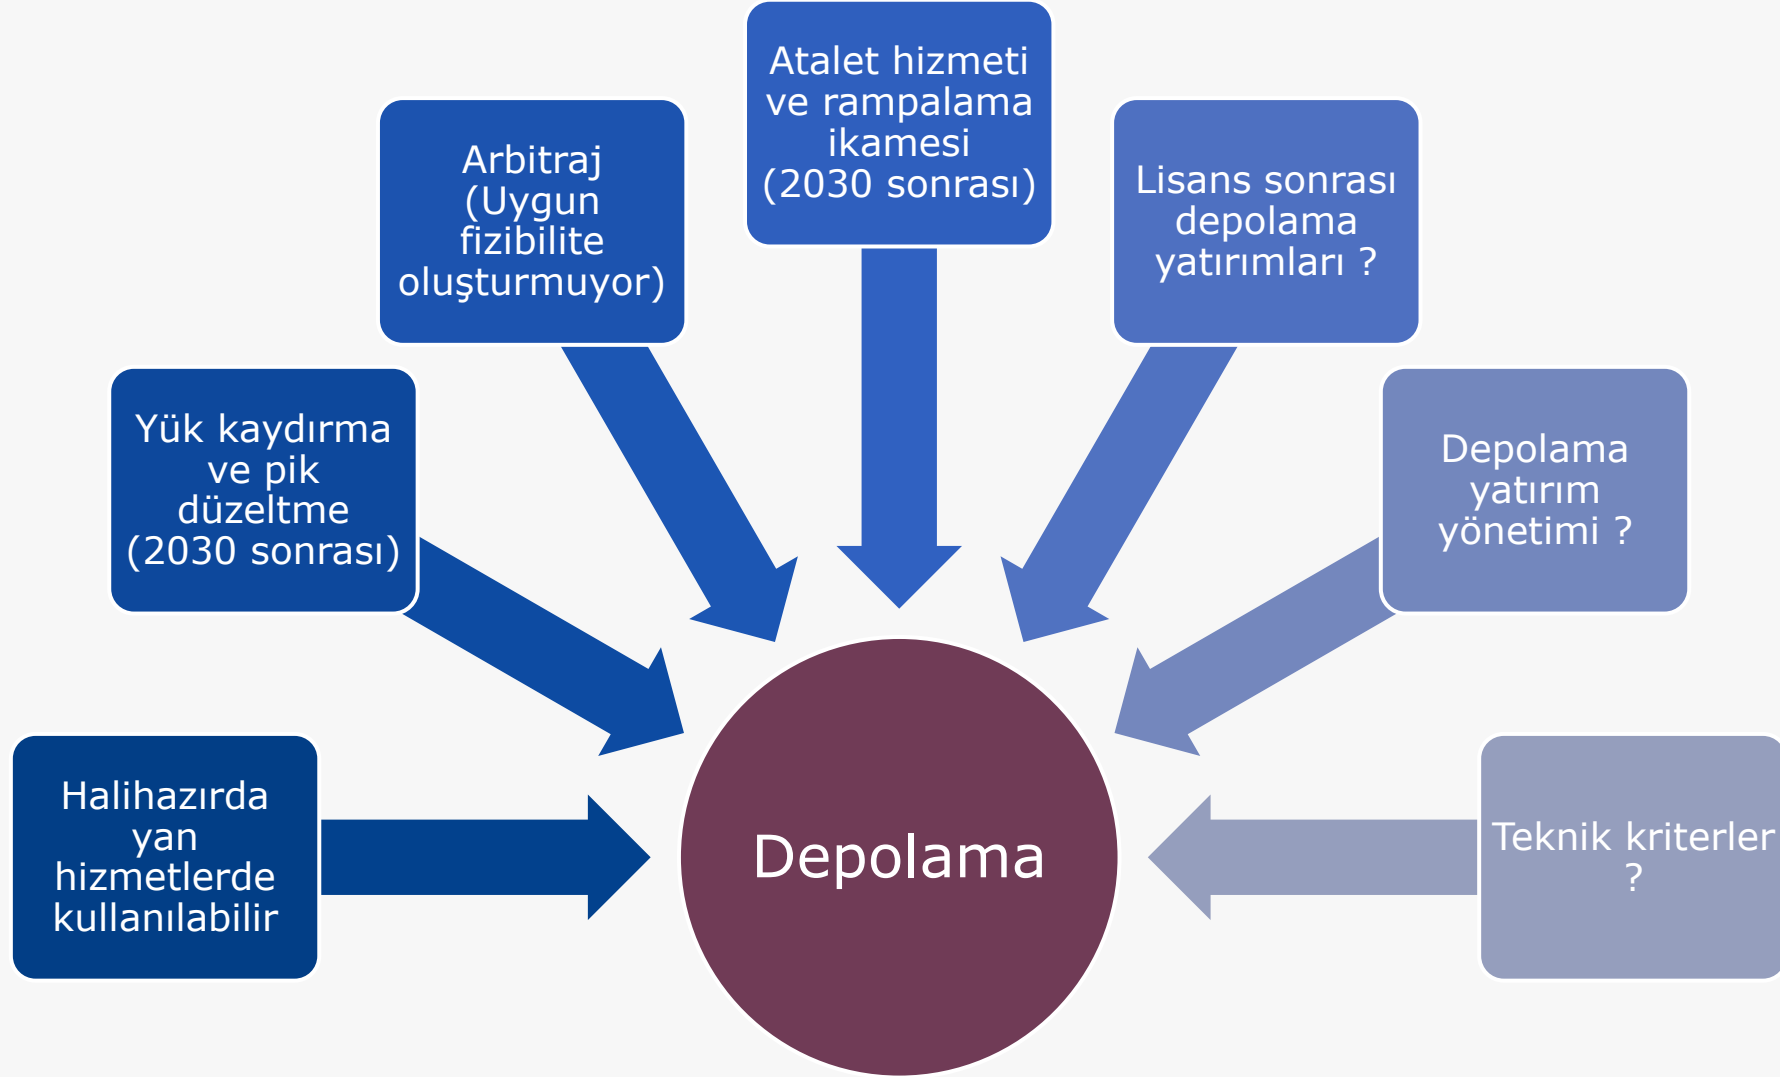 Atalet hizmeti
ve rampalama
ikamesi
(2030 sonrası)
Arbitraj
(Uygun
fizibilite
oluşturmuyor)
Lisans sonrası
depolama
yatırımları ?
Yük kaydırma
ve pik
düzeltme
(2030 sonrası)
Depolama
yatırım
yönetimi ?
Halihazırda
yan
hizmetlerde
kullanılabilir
Depolama
Teknik kriterler
?